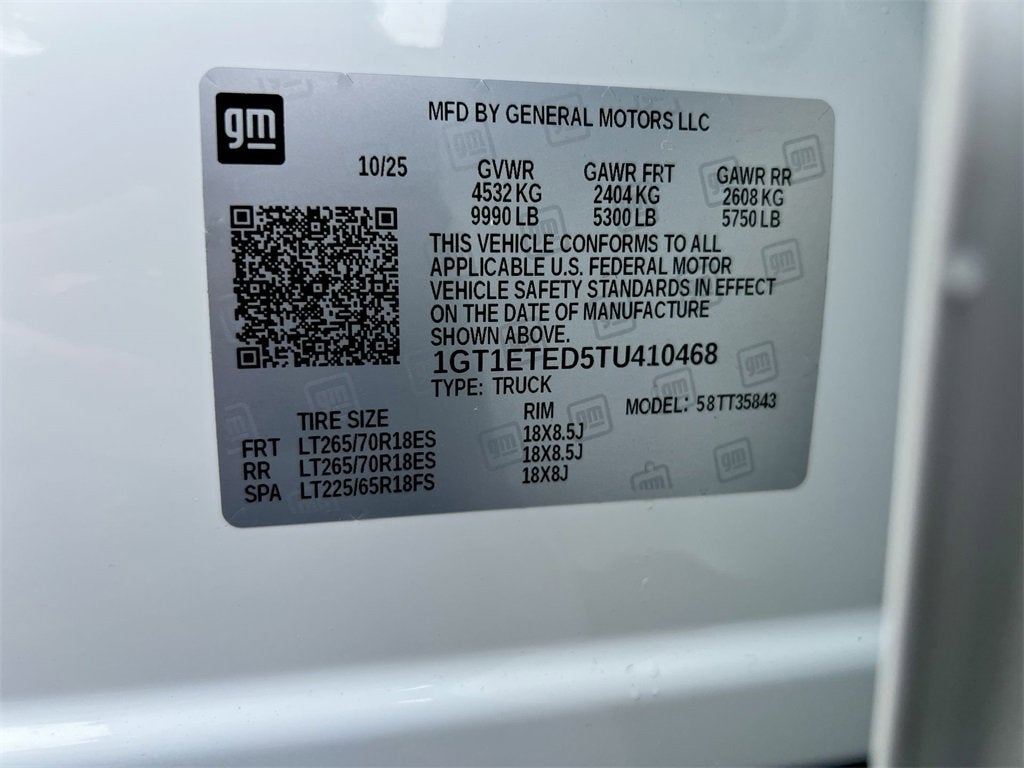 gm
MFD BY GENERAL MOTORS LLC
10/25
GVWR GAWR FRT GAWR RR
4532 KG 2404 KG 2608 KG
9990 LB 5300 LB 5750 LB
THIS VEHICLE CONFORMS TO ALL
APPLICABLE U.S. FEDERAL MOTOR
VEHICLE SAFETY STANDARDS IN EFFECT
ON THE DATE OF MANUFACTURE
SHOWN ABOVE.
1GT1ETED5TU410468
TYPE: TRUCK
MODEL: 58TT35843
TIRE SIZE RIM
FRT LT265/70R18ES 18X8.5J
RR LT265/70R18ES 18X8.5J
SPA LT225/65R18FS 18X8J